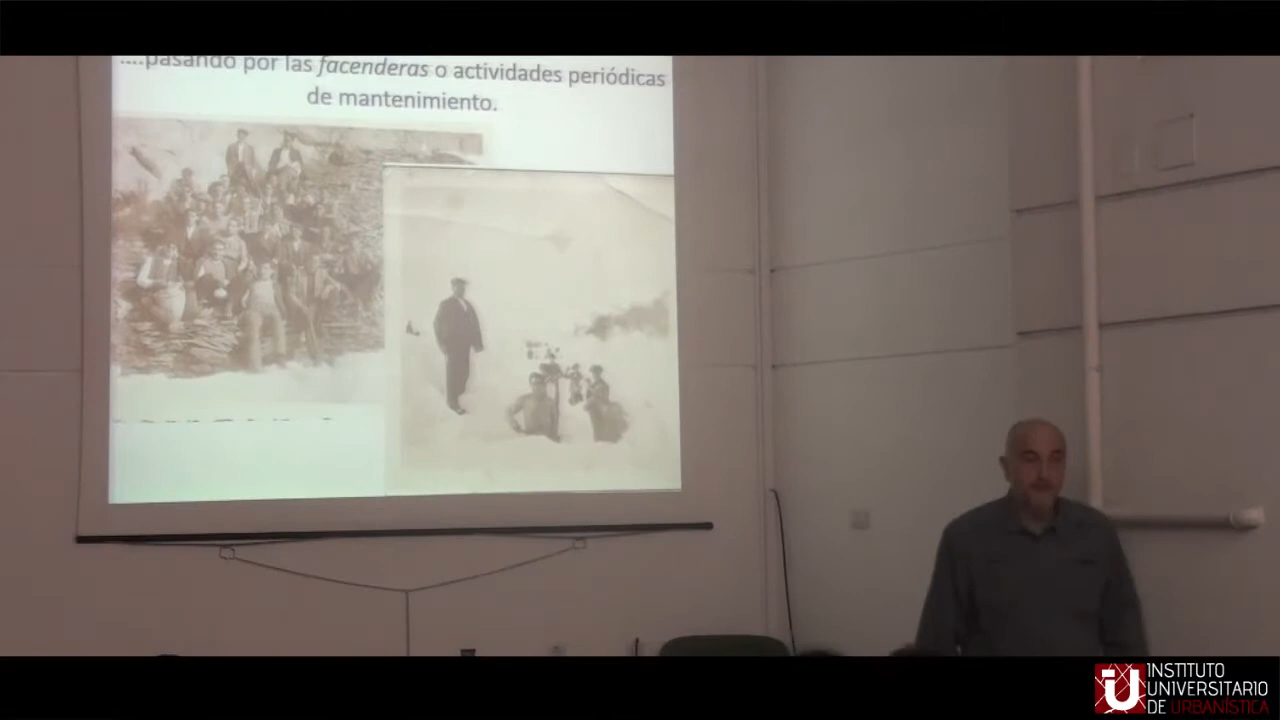 ....pasando por las facenderas o actividades periódicas
de mantenimiento.
INSTITUTO
UNIVERSITARIO
DE URBANÍSTICA